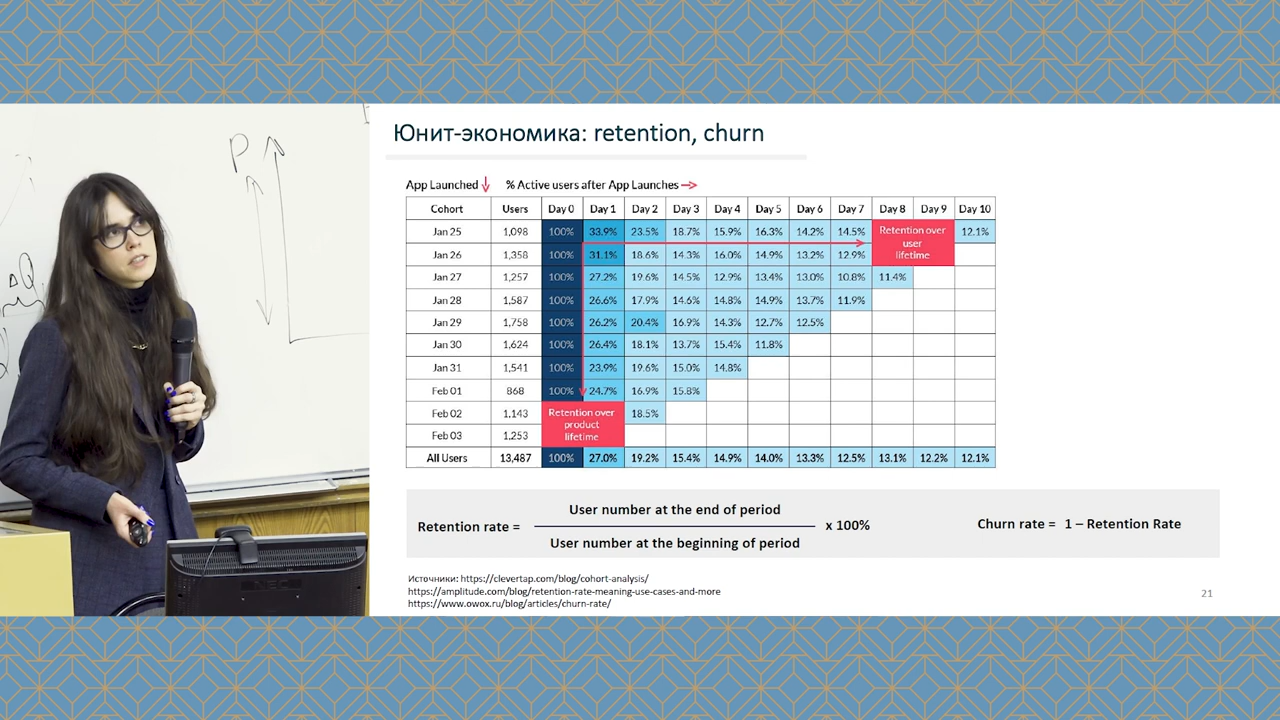 P
ΔQ
Юнит-экономика: retention, churn
App Launched ↓ % Active users after App Launches →
Cohort Users Day 0 Day 1 Day 2 Day 3 Day 4 Day 5 Day 6 Day 7 Day 8 Day 9 Day 10
Jan 25 1,098 100% 33.9% 23.5% 18.7% 15.9% 16.3% 14.2% 14.5% 12.1%
Retention over
user
lifetime
Jan 26 1,358 100% 31.1% 18.6% 14.3% 16.0% 14.9% 13.2% 12.9%
Jan 27 1,257 100% 27.2% 19.6% 14.5% 12.9% 13.4% 13.0% 10.8% 11.4%
Jan 28 1,587 100% 26.6% 17.9% 14.6% 14.8% 14.9% 13.7% 11.9%
Jan 29 1,758 100% 26.2% 20.4% 16.9% 14.3% 12.7% 12.5%
Jan 30 1,624 100% 26.4% 18.1% 13.7% 15.4% 11.8%
Jan 31 1,541 100% 23.9% 19.6% 15.0% 14.8%
Feb 01 868 100% 24.7% 16.9% 15.8%
Feb 02 1,143 18.5%
Feb 03 1,253
Retention over
product
lifetime
All Users 13,487 100% 27.0% 19.2% 15.4% 14.9% 14.0% 13.3% 12.5% 13.1% 12.2% 12.1%
User number at the end of period
Retention rate = x 100%
User number at the beginning of period
Churn rate = 1 – Retention Rate
Источники: https://clevertap.com/blog/cohort-analysis/
https://amplitude.com/blog/retention-rate-meaning-use-cases-and-more
https://www.owox.ru/blog/articles/churn-rate/
21